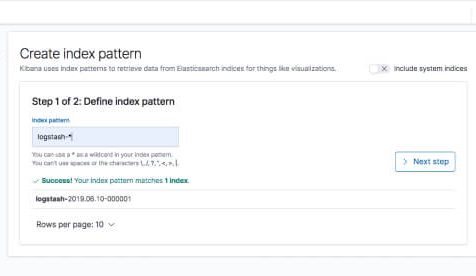 Create index pattern
Kibana uses index patterns to retrieve data from Elasticsearch indices for things like visualizations.
Include system indices
Step 1 of 2: Define index pattern
Index pattern
logstash-*
You can use a * as a wildcard in your index pattern.
You can't use spaces or the characters \, /, ?, ", <, >, |.
Next step
Success! Your index pattern matches 1 index.
logstash-2019.06.10-000001
Rows per page: 10